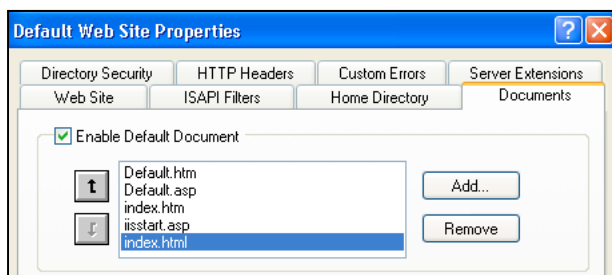 Default Web Site Properties
Directory Security HTTP Headers Custom Errors Server Extensions
Web Site ISAPI Filters Home Directory Documents
Enable Default Document
Default.htm
Default.asp
index.htm
iisstart.asp
index.html
Add...
Remove